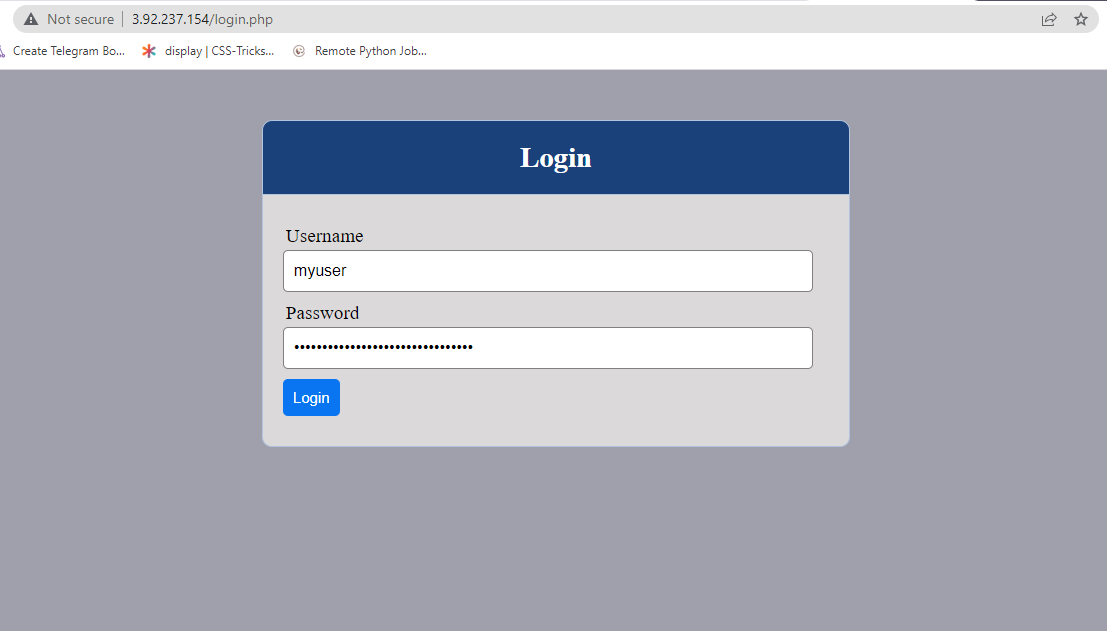 Not secure | 3.92.237.154/login.php
Create Telegram Bo... display | CSS-Tricks... Remote Python Job...
Login
Username
myuser
Password
••••••••••••••••••••••••••••••••
Login